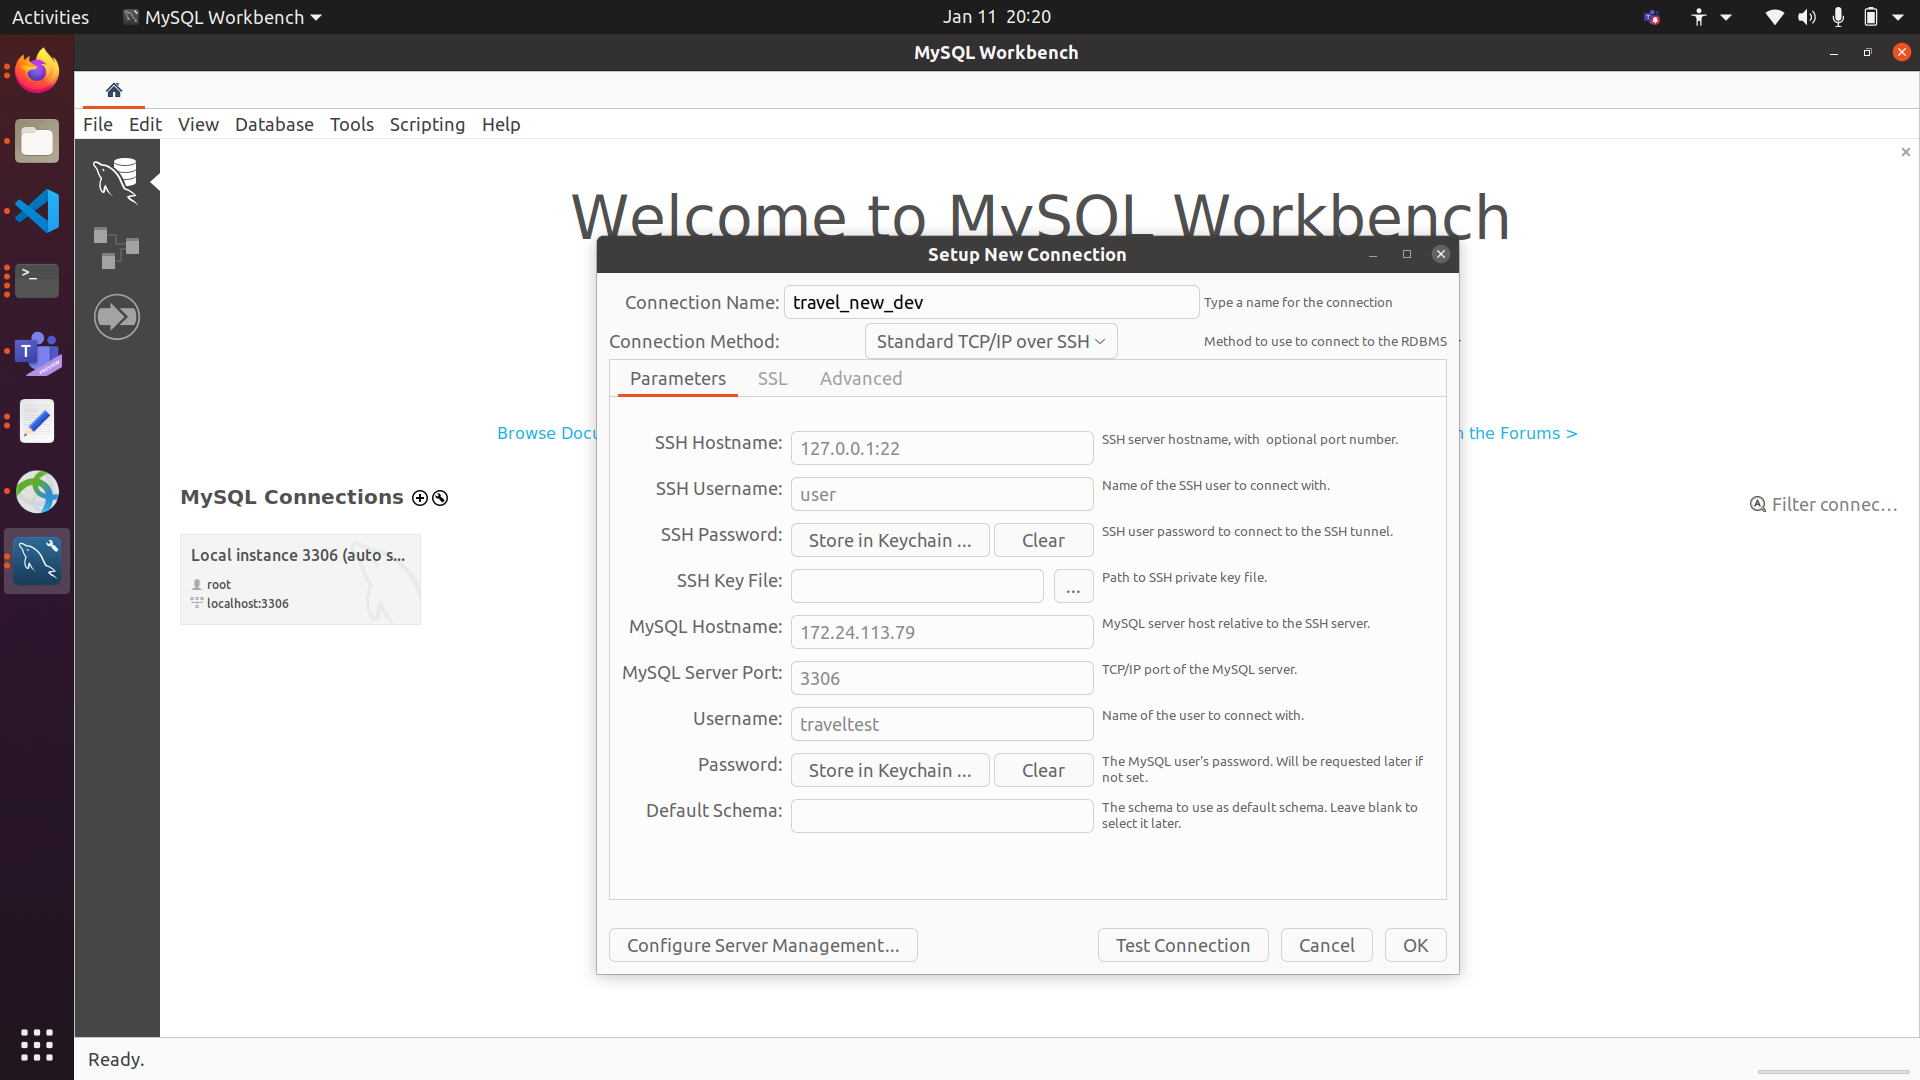 Activities
MySQL Workbench
Jan 11 20:20
MySQL Workbench
File Edit View Database Tools Scripting Help
Welcome to MySQL Workbench
Setup New Connection
Connection Name: travel_new_dev Type a name for the connection
Connection Method: Standard TCP/IP over SSH Method to use to connect to the RDBMS
Parameters SSL Advanced
SSH Hostname: 127.0.0.1:22 SSH server hostname, with optional port number.
SSH Username: user Name of the SSH user to connect with.
SSH Password: Store in Keychain ... Clear SSH user password to connect to the SSH tunnel.
SSH Key File: ... Path to SSH private key file.
MySQL Hostname: 172.24.113.79 MySQL server host relative to the SSH server.
MySQL Server Port: 3306 TCP/IP port of the MySQL server.
Username: traveltest Name of the user to connect with.
Password: Store in Keychain ... Clear The MySQL user's password. Will be requested later if
not set.
Default Schema: The schema to use as default schema. Leave blank to
select it later.
Configure Server Management... Test Connection Cancel OK
Browse Docu
the Forums >
MySQL Connections
Filter connec...
Local instance 3306 (auto s...
root
localhost:3306
Ready.